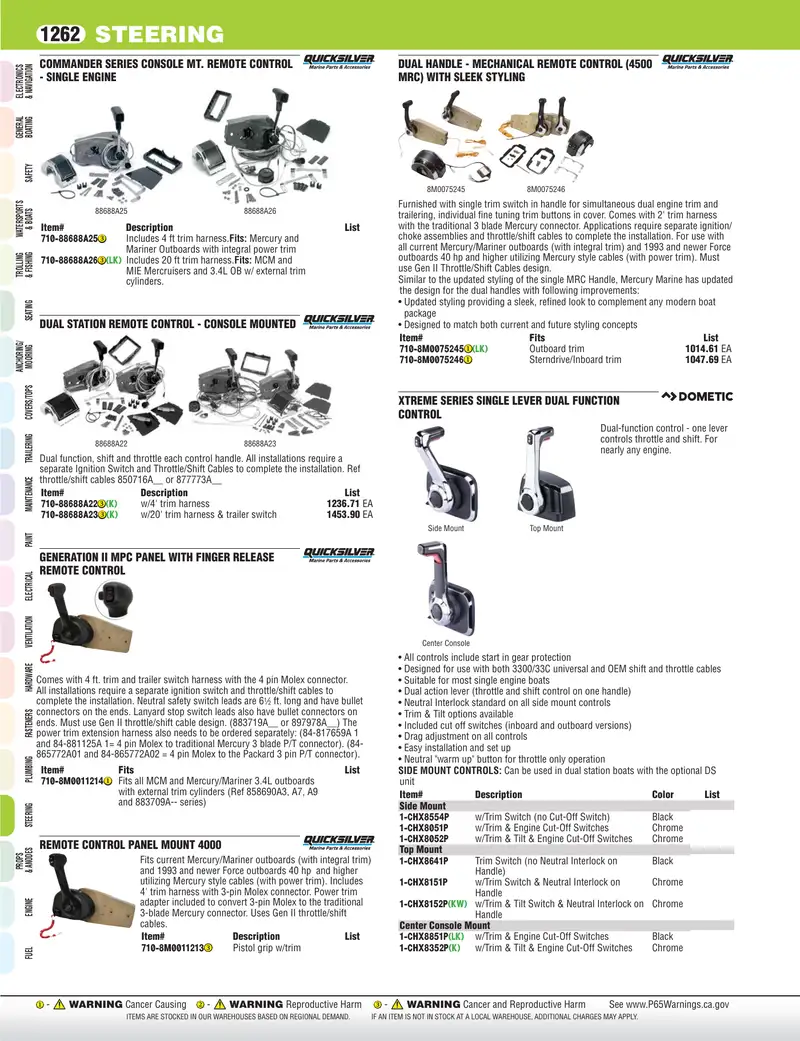 1262 STEERING
ELECTRONICS
& NAVIGATION
GENERAL
BOATING
SAFETY
WATERSPORTS
& BOATS
TROLLING
& FISHING
SEATING
ANCHORING/
MOORING
COVERS/TOPS
TRAILERING
MAINTENANCE
PAINT
ELECTRICAL
VENTILATION
HARDWARE
FASTENERS
PLUMBING
STEERING
PROPS
& ANODES
ENGINE
FUEL
COMMANDER SERIES CONSOLE MT. REMOTE CONTROL
- SINGLE ENGINE
QUICKSILVER
Marine Parts & Accessories
88688A25 88688A26
Item# Description List
710-88688A25 3 Includes 4 ft trim harness.Fits: Mercury and
Mariner Outboards with integral power trim
710-88688A26 3 (LK) Includes 20 ft trim harness.Fits: MCM and
MIE Mercruisers and 3.4L OB w/ external trim
cylinders.
DUAL STATION REMOTE CONTROL - CONSOLE MOUNTED
QUICKSILVER
Marine Parts & Accessories
88688A22 88688A23
Dual function, shift and throttle each control handle. All installations require a
separate Ignition Switch and Throttle/Shift Cables to complete the installation. Ref
throttle/shift cables 850716A__ or 877773A__
Item# Description List
710-88688A22 3 (K) w/4' trim harness 1236.71 EA
710-88688A23 3 (K) w/20' trim harness & trailer switch 1453.90 EA
GENERATION II MPC PANEL WITH FINGER RELEASE
REMOTE CONTROL
QUICKSILVER
Marine Parts & Accessories
Comes with 4 ft. trim and trailer switch harness with the 4 pin Molex connector.
All installations require a separate ignition switch and throttle/shift cables to
complete the installation. Neutral safety switch leads are 6½ ft. long and have bullet
connectors on the ends. Lanyard stop switch leads also have bullet connectors on
ends. Must use Gen II throttle/shift cable design. (883719A__ or 897978A__) The
power trim extension harness also needs to be ordered separately: (84-817659A 1
and 84-881125A 1= 4 pin Molex to traditional Mercury 3 blade P/T connector). (84-
865772A01 and 84-865772A02 = 4 pin Molex to the Packard 3 pin P/T connector).
Item# Fits List
710-8M0011214 1 Fits all MCM and Mercury/Mariner 3.4L outboards
with external trim cylinders (Ref 858690A3, A7, A9
and 883709A-- series)
REMOTE CONTROL PANEL MOUNT 4000
QUICKSILVER
Marine Parts & Accessories
Fits current Mercury/Mariner outboards (with integral trim)
and 1993 and newer Force outboards 40 hp and higher
utilizing Mercury style cables (with power trim). Includes
4' trim harness with 3-pin Molex connector. Power trim
adapter included to convert 3-pin Molex to the traditional
3-blade Mercury connector. Uses Gen II throttle/shift
cables.
Item# Description List
710-8M0011213 3 Pistol grip w/trim
DUAL HANDLE - MECHANICAL REMOTE CONTROL (4500
MRC) WITH SLEEK STYLING
QUICKSILVER
Marine Parts & Accessories
8M0075245 8M0075246
Furnished with single trim switch in handle for simultaneous dual engine trim and
trailering, individual fine tuning trim buttons in cover. Comes with 2' trim harness
with the traditional 3 blade Mercury connector. Applications require separate ignition/
choke assemblies and throttle/shift cables to complete the installation. For use with
all current Mercury/Mariner outboards (with integral trim) and 1993 and newer Force
outboards 40 hp and higher utilizing Mercury style cables (with power trim). Must
use Gen II Throttle/Shift Cables design.
Similar to the updated styling of the single MRC Handle, Mercury Marine has updated
the design for the dual handles with following improvements:
• Updated styling providing a sleek, refined look to complement any modern boat
package
• Designed to match both current and future styling concepts
Item# Fits List
710-8M0075245 1 (LK) Outboard trim 1014.61 EA
710-8M0075246 1 Sterndrive/Inboard trim 1047.69 EA
XTREME SERIES SINGLE LEVER DUAL FUNCTION
CONTROL
DOMETIC
Dual-function control - one lever
controls throttle and shift. For
nearly any engine.
Side Mount Top Mount
Center Console
• All controls include start in gear protection
• Designed for use with both 3300/33C universal and OEM shift and throttle cables
• Suitable for most single engine boats
• Dual action lever (throttle and shift control on one handle)
• Neutral Interlock standard on all side mount controls
• Trim & Tilt options available
• Included cut off switches (inboard and outboard versions)
• Drag adjustment on all controls
• Easy installation and set up
• Neutral 'warm up' button for throttle only operation
SIDE MOUNT CONTROLS: Can be used in dual station boats with the optional DS
unit
Item# Description Color List
Side Mount
1-CHX8554P w/Trim Switch (no Cut-Off Switch) Black
1-CHX8051P w/Trim & Engine Cut-Off Switches Chrome
1-CHX8052P w/Trim & Tilt & Engine Cut-Off Switches Chrome
Top Mount
1-CHX8641P Trim Switch (no Neutral Interlock on Black
Handle)
1-CHX8151P w/Trim Switch & Neutral Interlock on Chrome
Handle
1-CHX8152P(KW) w/Trim & Tilt Switch & Neutral Interlock on Chrome
Handle
Center Console Mount
1-CHX8851P(LK) w/Trim & Engine Cut-Off Switches Black
1-CHX8352P(K) w/Trim & Tilt & Engine Cut-Off Switches Chrome
1 - WARNING Cancer Causing 2 - WARNING Reproductive Harm 3 - WARNING Cancer and Reproductive Harm See www.P65Warnings.ca.gov
ITEMS ARE STOCKED IN OUR WAREHOUSES BASED ON REGIONAL DEMAND. IF AN ITEM IS NOT IN STOCK AT A LOCAL WAREHOUSE, ADDITIONAL CHARGES MAY APPLY.